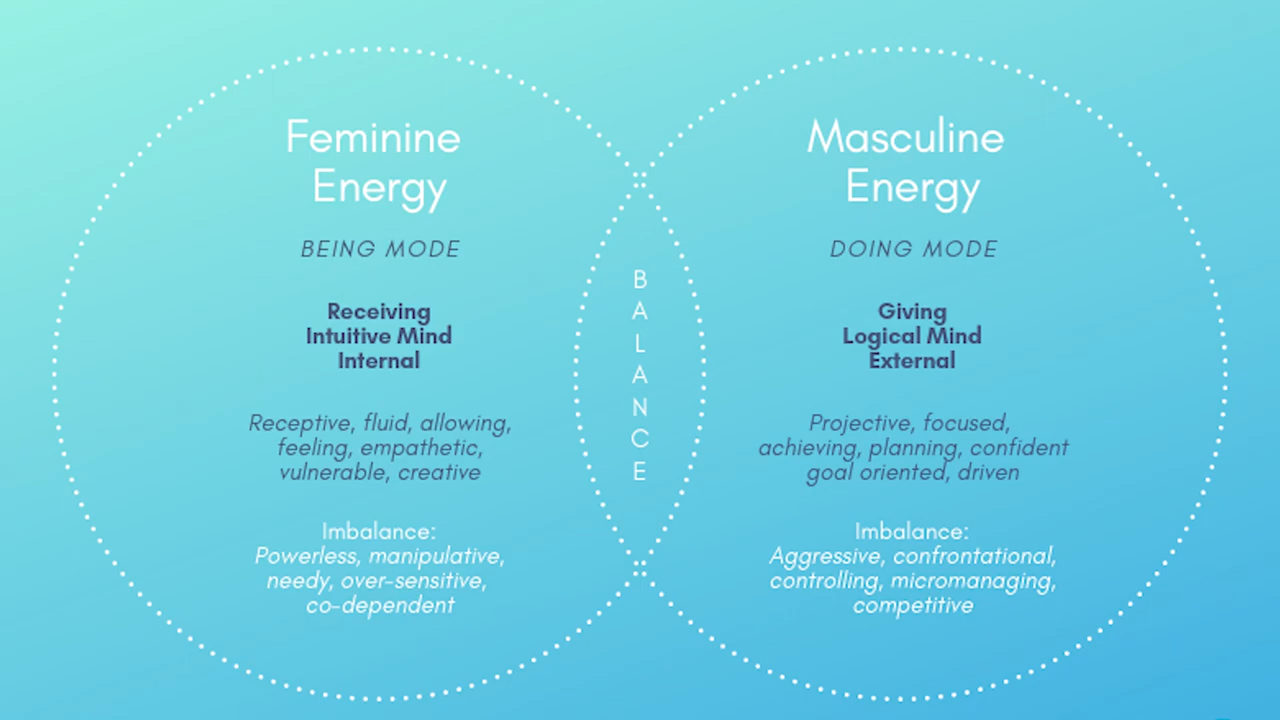 Feminine
Energy
BEING MODE
Receiving
Intuitive Mind
Internal
Receptive, fluid, allowing,
feeling, empathetic,
vulnerable, creative
Imbalance:
Powerless, manipulative,
needy, over-sensitive,
co-dependent
BALANCE
Masculine
Energy
DOING MODE
Giving
Logical Mind
External
Projective, focused,
achieving, planning, confident
goal oriented, driven
Imbalance:
Aggressive, confrontational,
controlling, micromanaging,
competitive